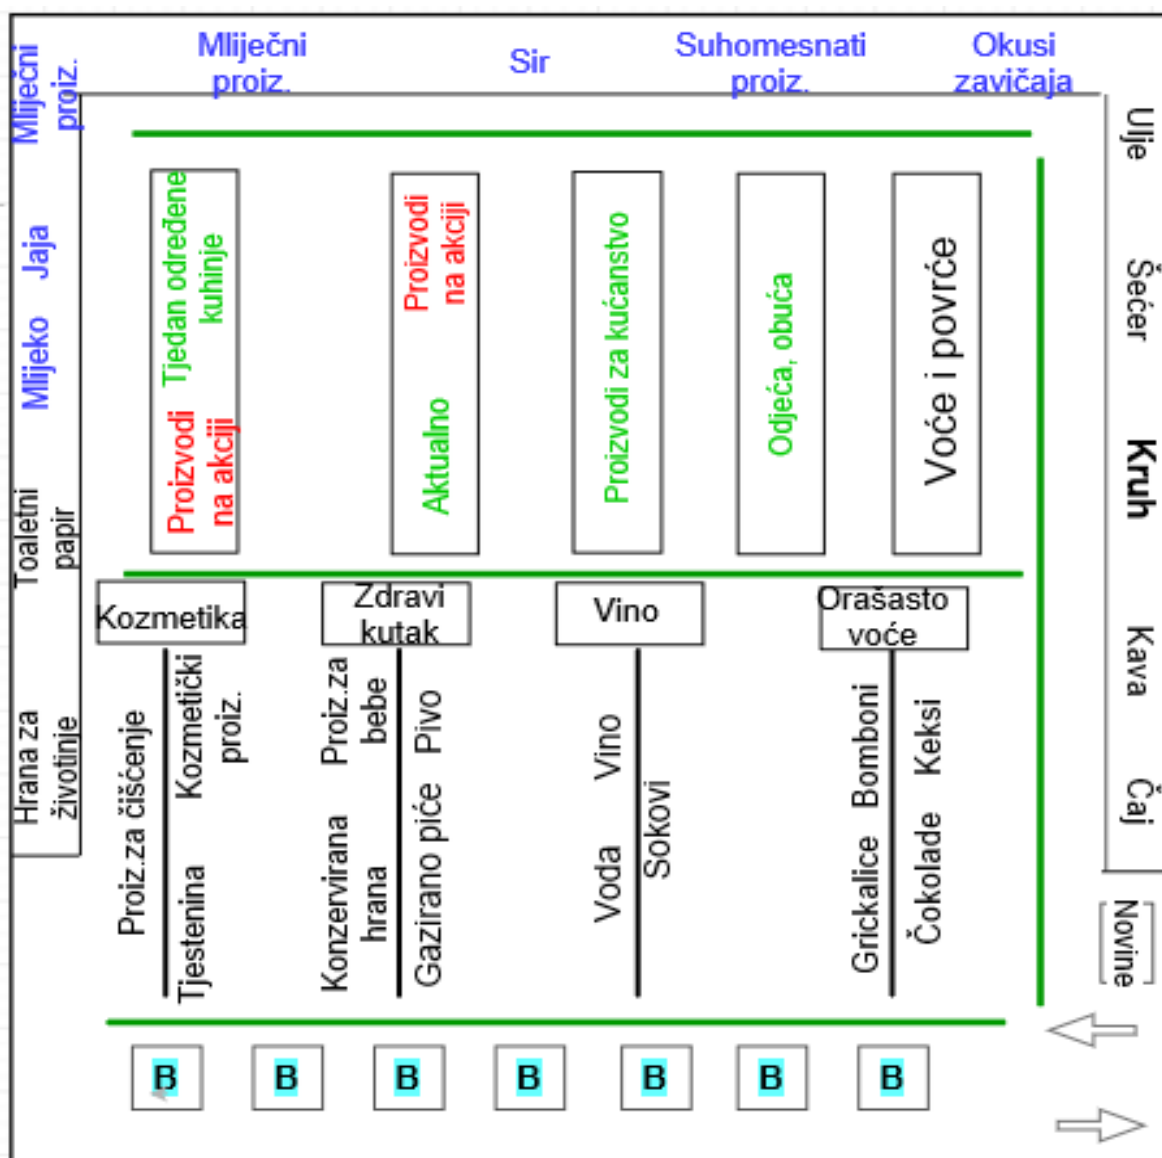 Mliječni
proiz.
Mliječni
proiz.
Sir
Suhomesnati
proiz.
Okusi
zavičaja
Ulje
Šećer
Kruh
Kava
Čaj
Novine
Jaja
Mlijeko
Toaletni
papir
Hrana za
životinje
Tjedan određene
kuhinje
Proizvodi
na akciji
Proizvodi
na akciji
Aktualno
Proizvodi za kućanstvo
Odjeća, obuća
Voće i povrće
Kozmetika
Zdravi
kutak
Vino
Orašasto
voće
Proiz.za čišćenje
Kozmetički
proiz.
Tjestenina
Proiz.za
bebe
Konzervirana
hrana
Pivo
Gazirano piće
Vino
Voda
Sokovi
Bomboni
Grickalice
Keksi
Čokolade
B
B
B
B
B
B
B